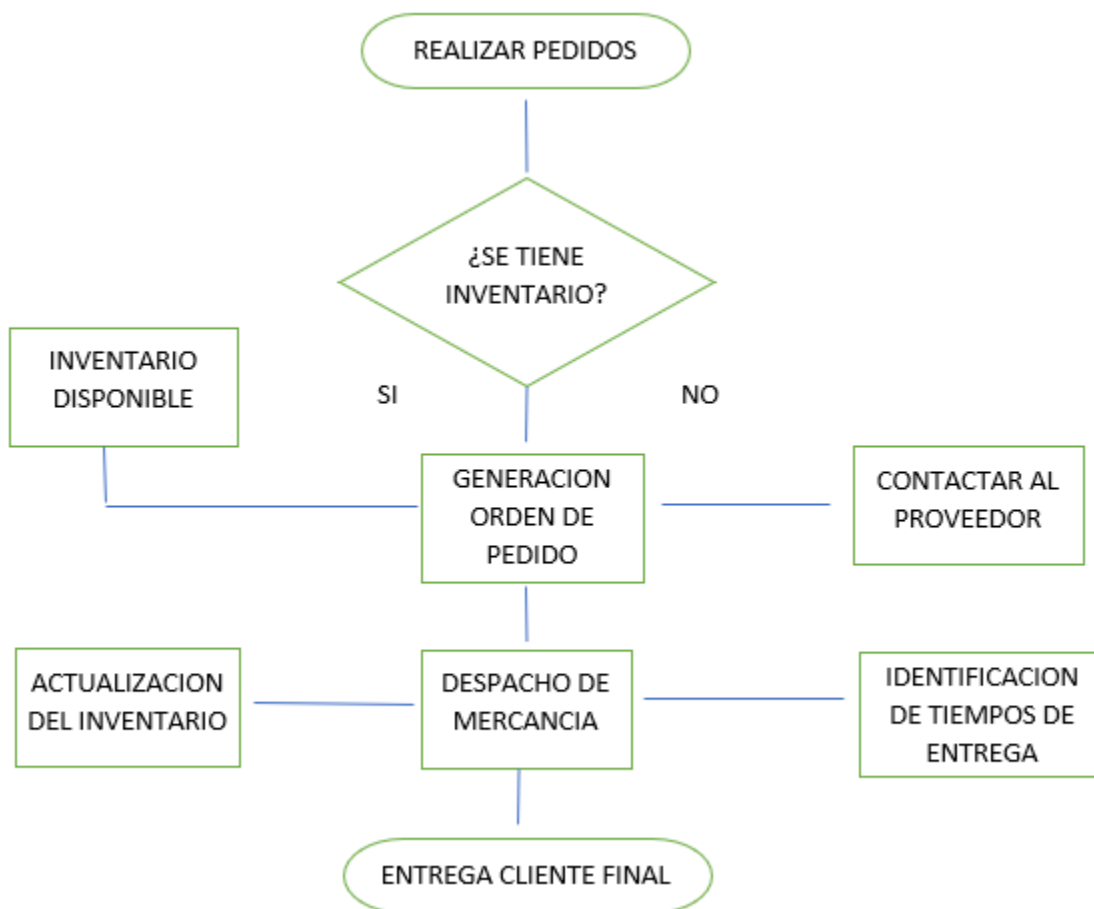 REALIZAR PEDIDOS
¿SE TIENE
INVENTARIO?
INVENTARIO
DISPONIBLE
SI
NO
GENERACION
ORDEN DE
PEDIDO
CONTACTAR AL
PROVEEDOR
ACTUALIZACION
DEL INVENTARIO
DESPACHO DE
MERCANCIA
IDENTIFICACION
DE TIEMPOS DE
ENTREGA
ENTREGA CLIENTE FINAL